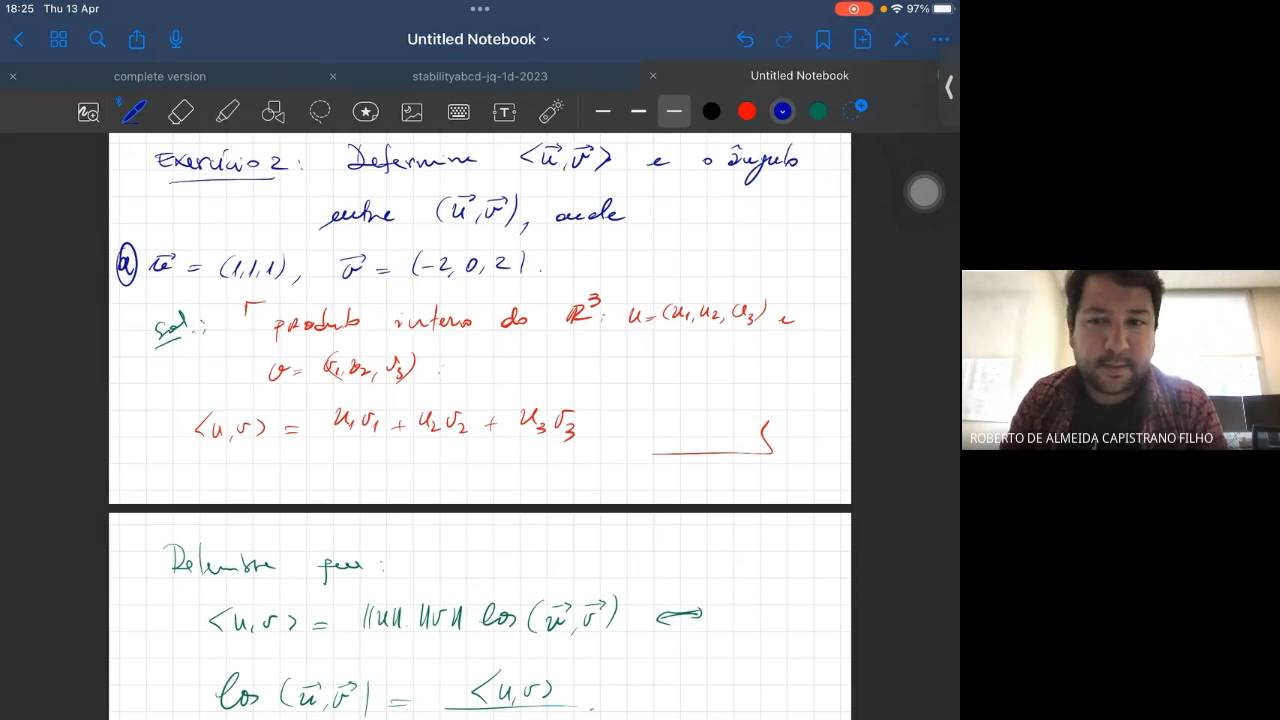 18:25 Thu 13 Apr
97%
Untitled Notebook
complete version
stabilityabcd-jq-1d-2023
Untitled Notebook
Exercício 2: Determine <u⃗,v⃗> e o ângulo
entre (u⃗,v⃗), onde
a) u⃗ = (1,1,1), v⃗ = (-2, 0, 2).
sol.: produto interno do R³: u=(u₁,u₂,u₃) e
v = (v₁,v₂,v₃) :
<u,v> = u₁v₁ + u₂v₂ + u₃v₃
Relembre que:
<u,v> = ||u||.||v|| cos(u⃗,v⃗) ⟺
cos(u⃗,v⃗) = <u,v>
ROBERTO DE ALMEIDA CAPISTRANO FILHO